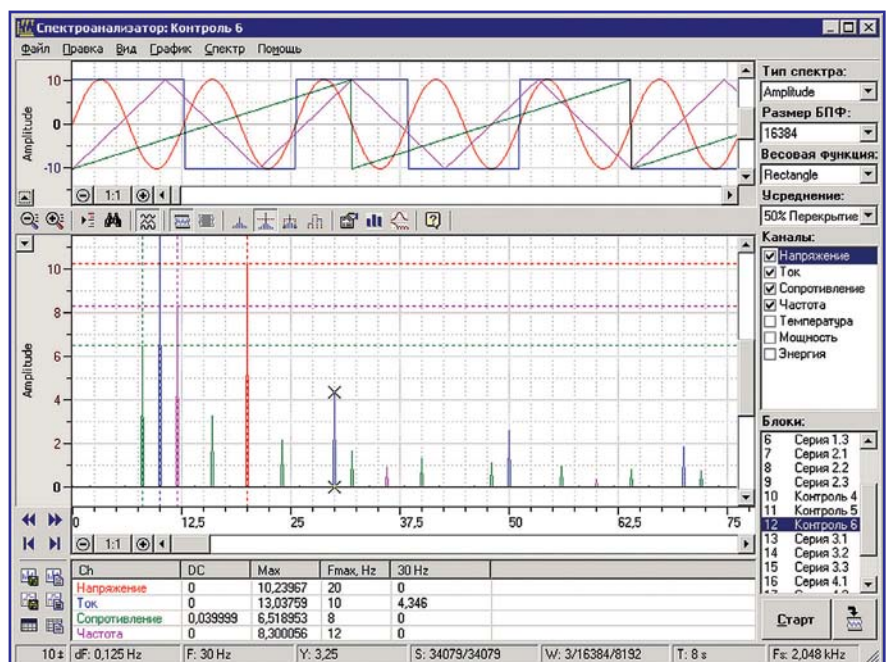 Спектроанализатор: Контроль 6
Файл Правка Вид График Спектр Помощь
Amplitude
10
0
-10
1:1
Тип спектра:
Amplitude
Размер БПФ:
16384
Весовая функция:
Rectangle
Усреднение:
50% Перекрытие
Каналы:
Напряжение
Ток
Сопротивление
Частота
Температура
Мощность
Энергия
Amplitude
10
8
6
4
2
0
0 12,5 25 37,5 50 62,5 75
1:1
Блоки:
6 Серия 1.3
7 Серия 2.1
8 Серия 2.2
9 Серия 2.3
10 Контроль 4
11 Контроль 5
12 Контроль 6
13 Серия 3.1
14 Серия 3.2
15 Серия 3.3
16 Серия 4.1
Ch DC Max Fmax, Hz 30 Hz
Напряжение 0 10,23967 20 0
Ток 0 13,03759 10 4,346
Сопротивление 0,039999 6,518953 8 0
Частота 0 8,300056 12 0
Старт
10 dF: 0,125 Hz F: 30 Hz Y: 3,25 S: 34079/34079 W: 3/16384/8192 T: 8 s Fs: 2,048 kHz